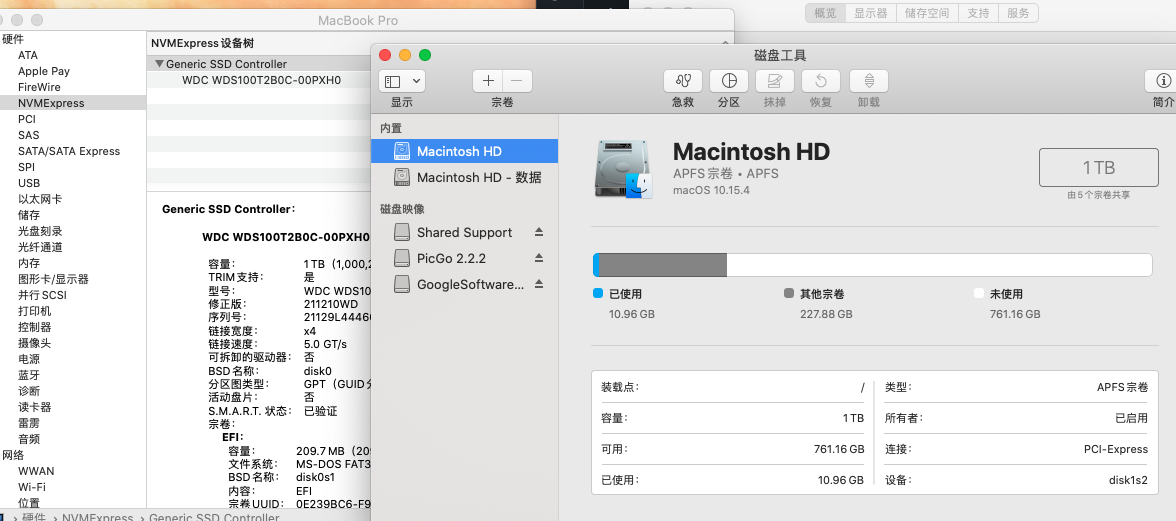 MacBook Pro
概览 显示器 储存空间 支持 服务
硬件
ATA
Apple Pay
FireWire
NVMExpress
PCI
SAS
SATA/SATA Express
SPI
USB
以太网卡
储存
光盘刻录
光纤通道
内存
图形卡/显示器
并行 SCSI
打印机
控制器
摄像头
电源
蓝牙
诊断
读卡器
雷雳
音频
网络
WWAN
Wi-Fi
位置
NVMExpress 设备树
Generic SSD Controller
WDC WDS100T2B0C-00PXH0
Generic SSD Controller：
WDC WDS100T2B0C-00PXH0
容量： 1 TB（1,000,2
TRIM 支持： 是
型号： WDC WDS10
修正版： 211210WD
序列号： 21129L4446
链接宽度： x4
链接速度： 5.0 GT/s
可拆卸的驱动器： 否
BSD 名称： disk0
分区图类型： GPT（GUID 分
活动盘片： 否
S.M.A.R.T. 状态： 已验证
宗卷：
EFI：
容量： 209.7 MB（209
文件系统： MS-DOS FAT3
BSD 名称： disk0s1
内容： EFI
宗卷 UUID： 0E239BC6-F9
硬件 › NVMExpress › Generic SSD Controller
磁盘工具
显示 宗卷 急救 分区 抹掉 恢复 卸载 简介
内置
Macintosh HD
Macintosh HD - 数据
磁盘映像
Shared Support
PicGo 2.2.2
GoogleSoftware...
Macintosh HD
APFS 宗卷 • APFS
macOS 10.15.4
1 TB
由 5 个宗卷共享
已使用 其他宗卷 未使用
10.96 GB 227.88 GB 761.16 GB
装载点： / 类型： APFS 宗卷
容量： 1 TB 所有者： 已启用
可用： 761.16 GB 连接： PCI-Express
已使用： 10.96 GB 设备： disk1s2